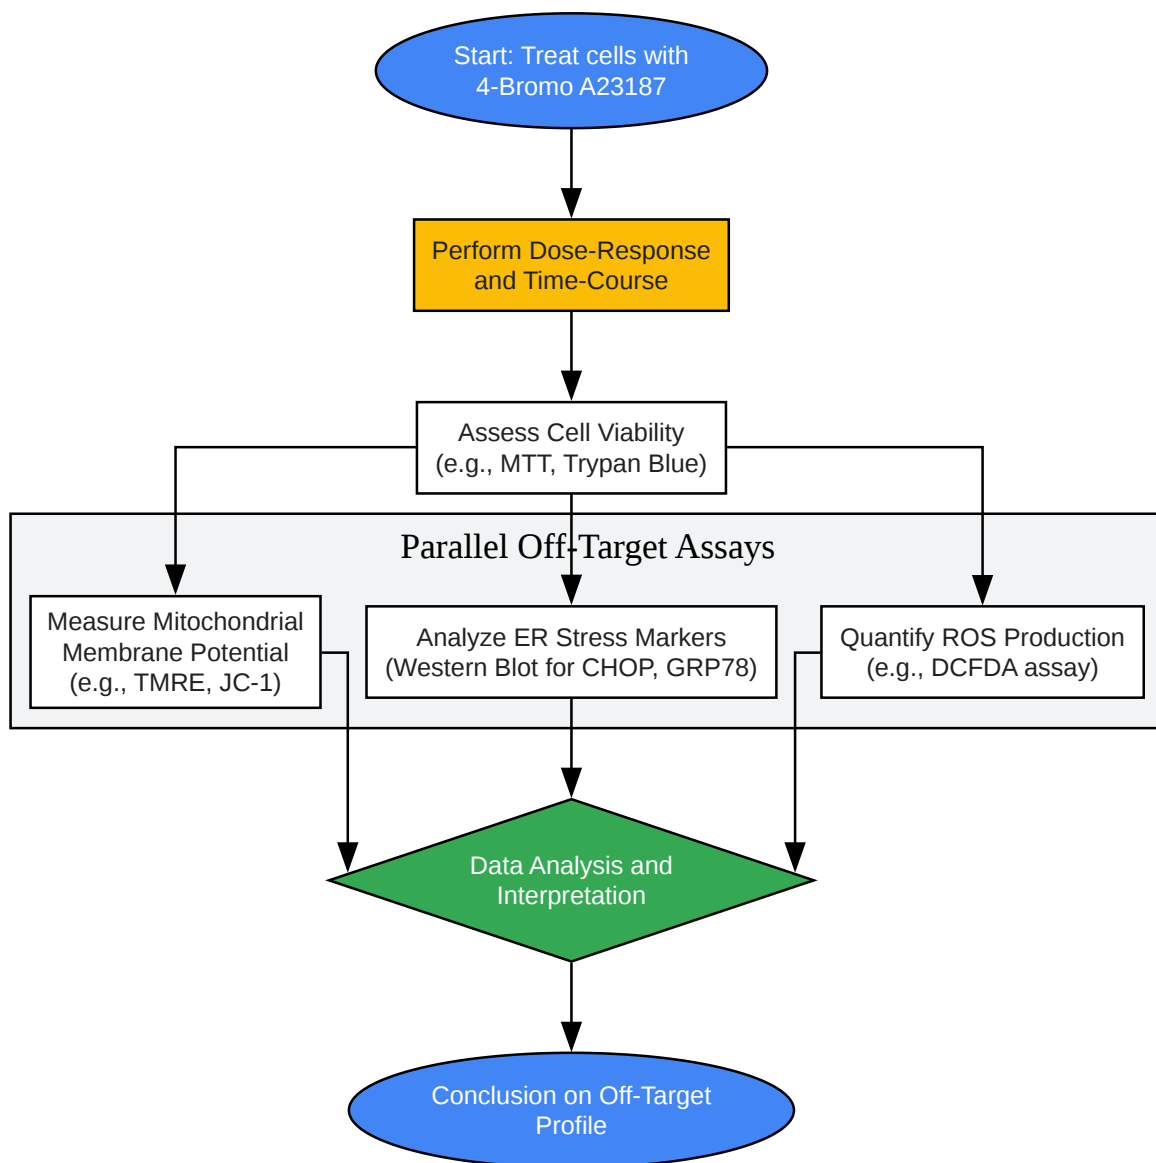 Start: Treat cells with
4-Bromo A23187
Perform Dose-Response
and Time-Course
Assess Cell Viability
(e.g., MTT, Trypan Blue)
Parallel Off-Target Assays
Measure Mitochondrial
Membrane Potential
(e.g., TMRE, JC-1)
Analyze ER Stress Markers
(Western Blot for CHOP, GRP78)
Quantify ROS Production
(e.g., DCFDA assay)
Data Analysis and
Interpretation
Conclusion on Off-Target
Profile